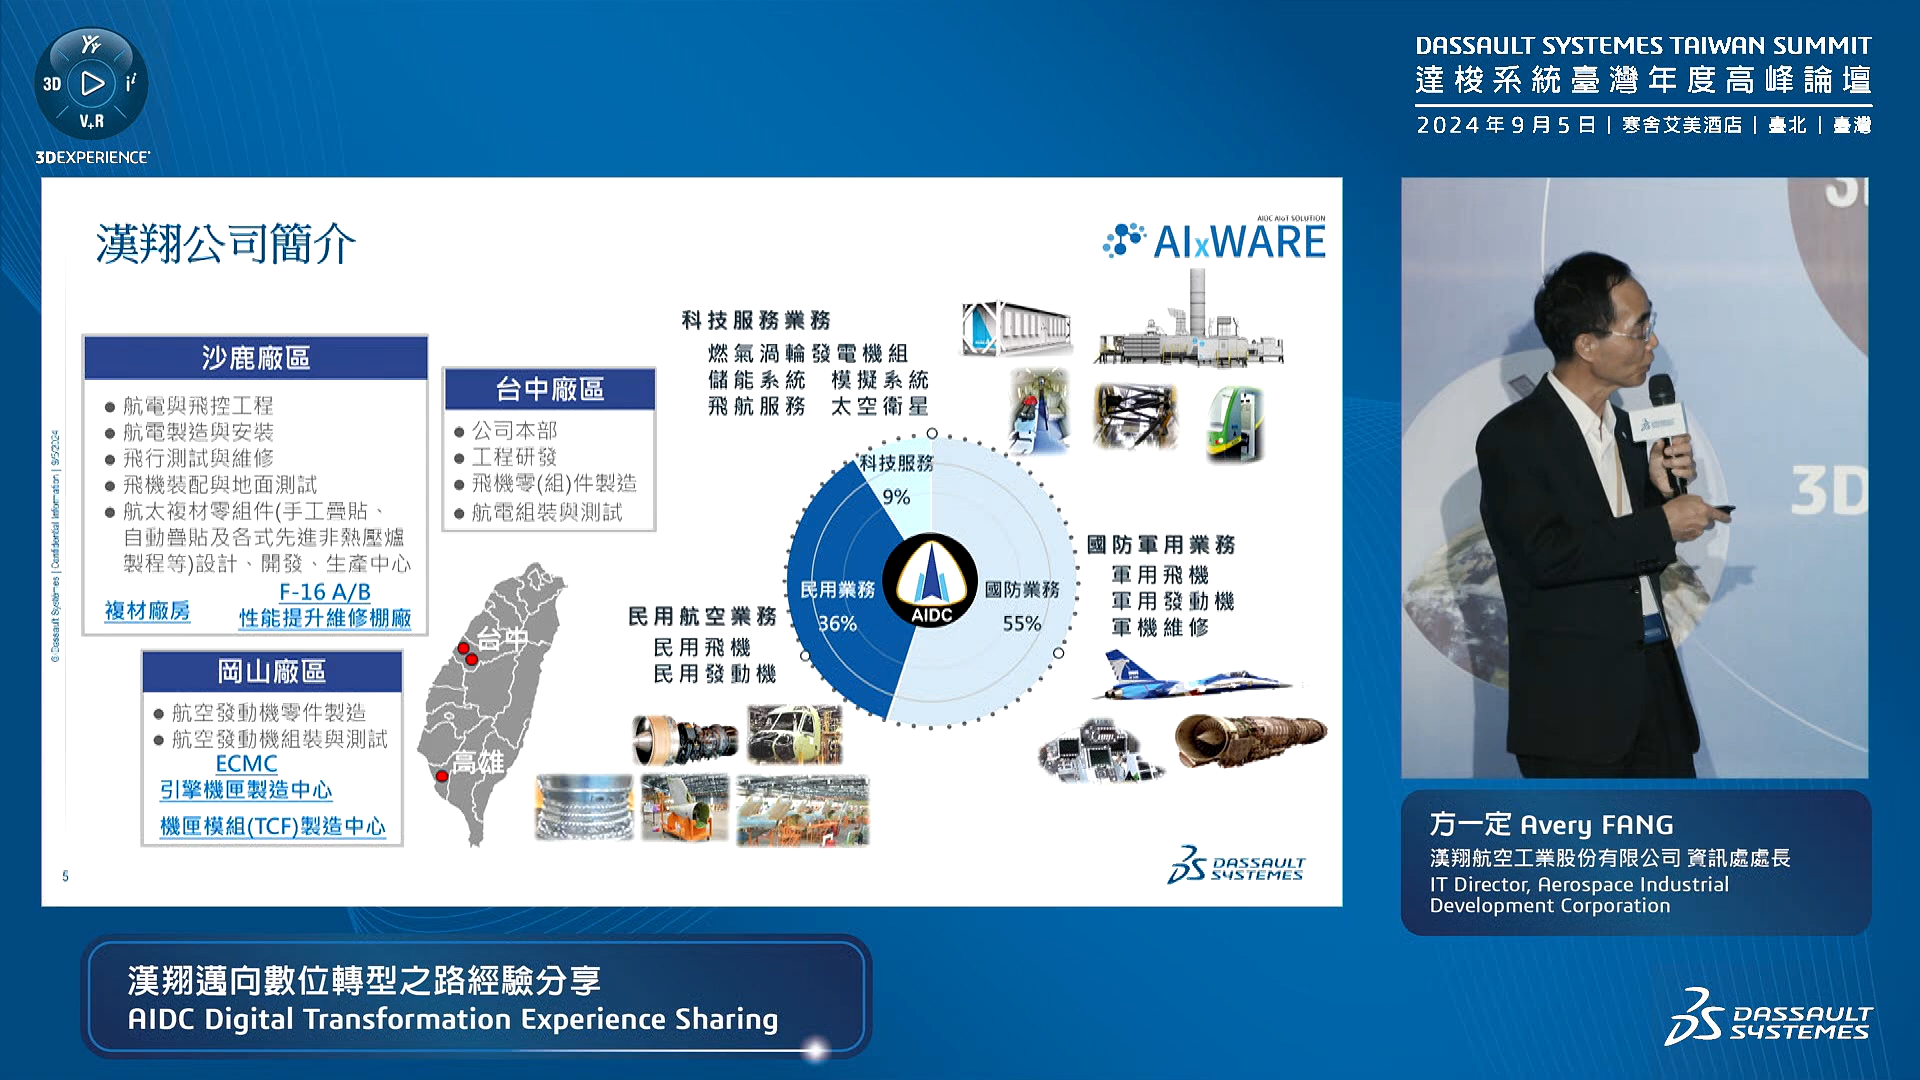 3D
V+R
3DEXPERIENCE
DASSAULT SYSTEMES TAIWAN SUMMIT
達梭系統臺灣年度高峰論壇
2024年9月5日 | 寒舍艾美酒店 | 臺北 | 臺灣
漢翔公司簡介
AIDC AIoT SOLUTION
AIxWARE
沙鹿廠區
航電與飛控工程
航電製造與安裝
飛行測試與維修
飛機裝配與地面測試
航太複材零組件(手工疊貼、
自動疊貼及各式先進非熱壓爐
製程等)設計、開發、生產中心
複材廠房
F-16 A/B
性能提升維修棚廠
台中廠區
公司本部
工程研發
飛機零(組)件製造
航電組裝與測試
岡山廠區
航空發動機零件製造
航空發動機組裝與測試
ECMC
引擎機匣製造中心
機匣模組(TCF)製造中心
台中
高雄
科技服務業務
燃氣渦輪發電機組
儲能系統 模擬系統
飛航服務 太空衛星
科技服務
9%
民用業務
36%
國防業務
55%
AIDC
民用航空業務
民用飛機
民用發動機
國防軍用業務
軍用飛機
軍用發動機
軍機維修
© Dassault Systèmes | Confidential Information | 9/5/2024
5
DASSAULT
SYSTEMES
3D
方一定 Avery FANG
漢翔航空工業股份有限公司 資訊處處長
IT Director, Aerospace Industrial
Development Corporation
漢翔邁向數位轉型之路經驗分享
AIDC Digital Transformation Experience Sharing
DASSAULT
SYSTEMES